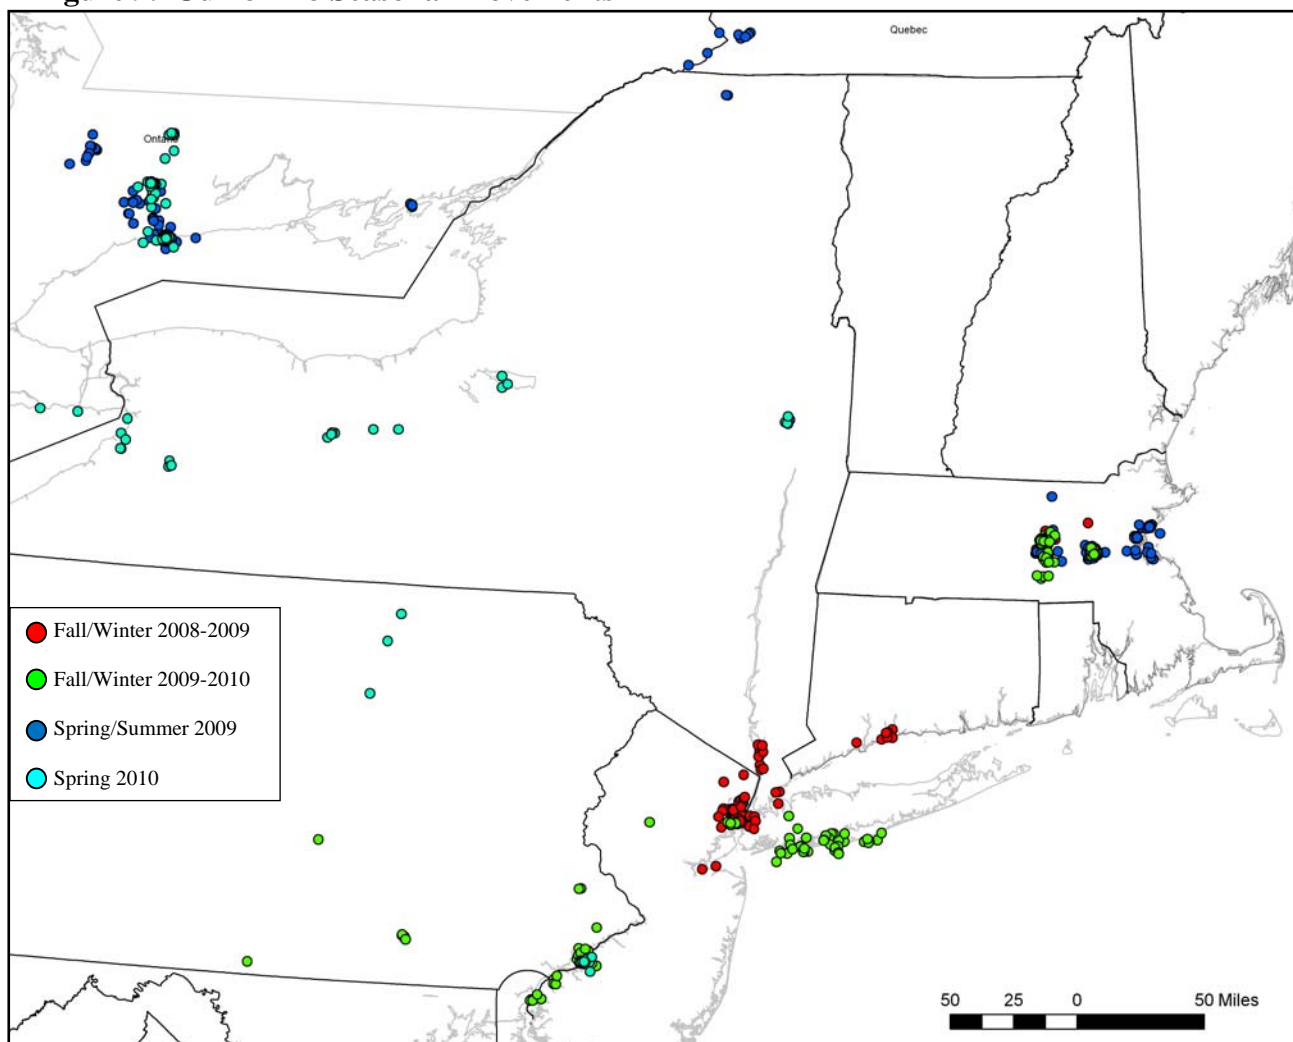 Quebec
Ontario
Fall/Winter 2008-2009
Fall/Winter 2009-2010
Spring/Summer 2009
Spring 2010
50 25 0 50 Miles